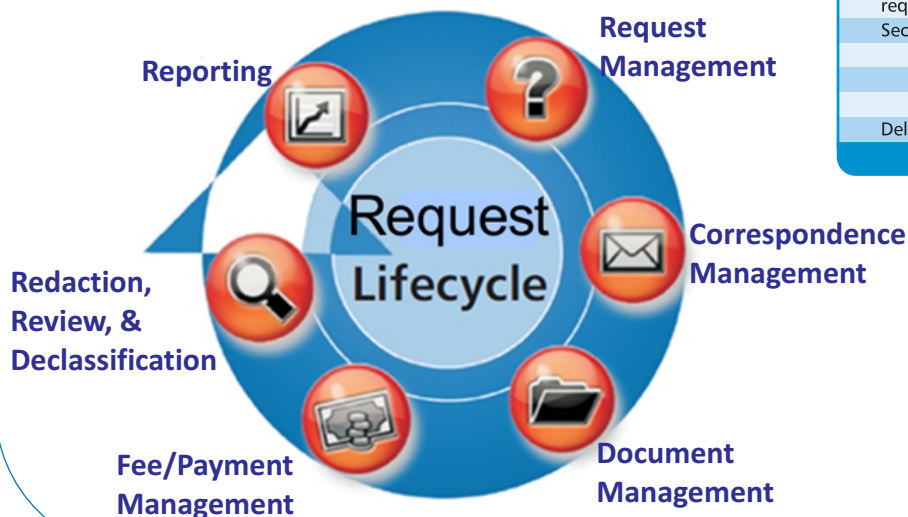 Request
Management
Reporting
Correspondence
Management
Request
Lifecycle
Redaction,
Review, &
Declassification
Document
Management
Fee/Payment
Management